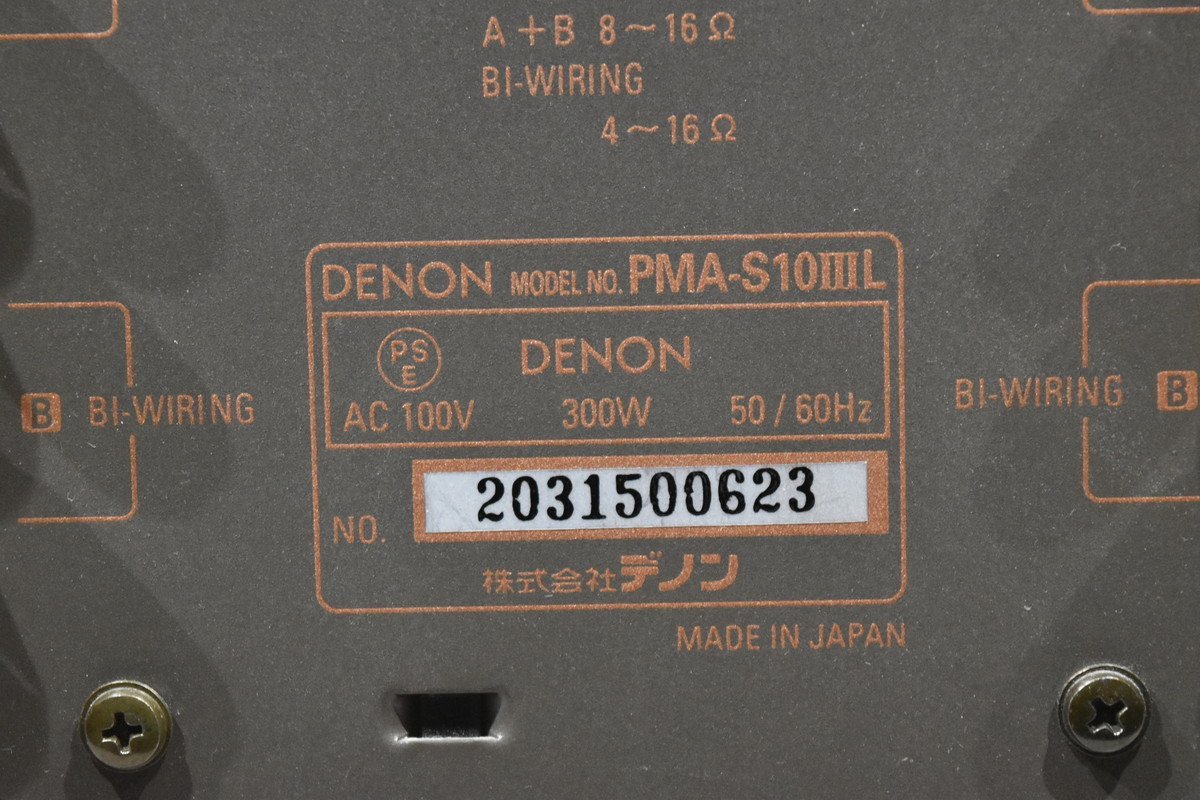 A+B 8～16Ω
BI-WIRING
4～16Ω
DENON MODEL NO. PMA-S10IIIL
PS
E
DENON
AC 100V 300W 50/60Hz
B BI-WIRING
BI-WIRING B
NO. 2031500623
株式会社デノン
MADE IN JAPAN